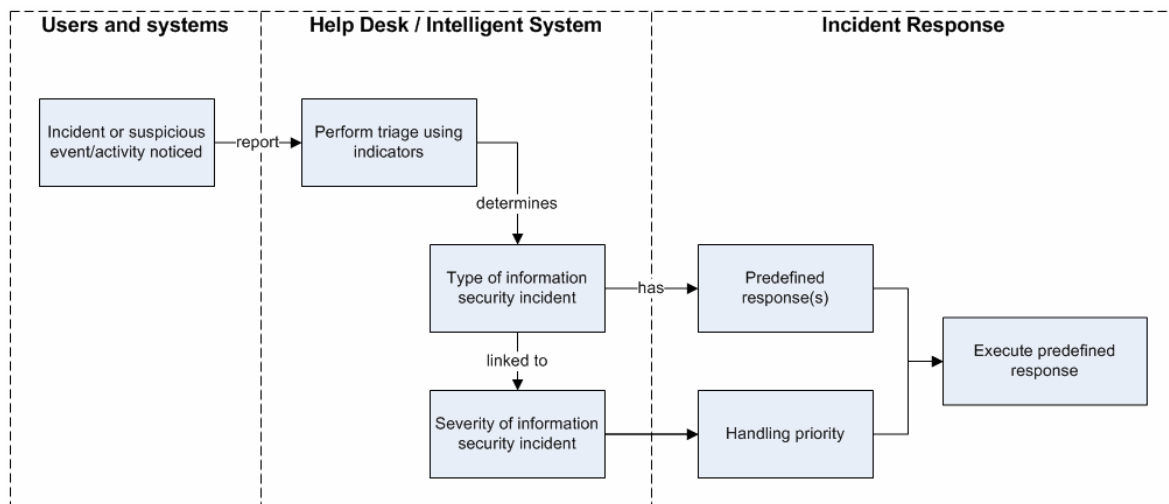 Users and systems
Help Desk / Intelligent System
Incident Response
Incident or suspicious
event/activity noticed
report
Perform triage using
indicators
determines
Type of information
security incident
has
Predefined
response(s)
linked to
Execute predefined
response
Severity of information
security incident
Handling priority